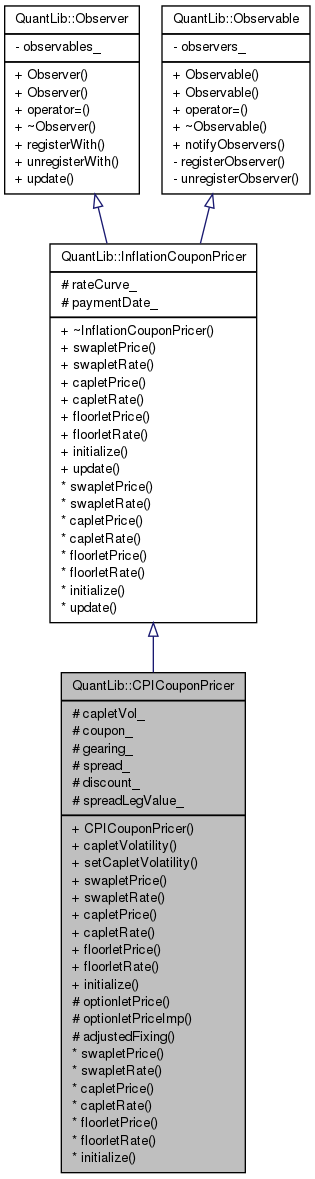 QuantLib::Observer
- observables_
+ Observer()
+ Observer()
+ operator=()
+ ~Observer()
+ registerWith()
+ unregisterWith()
+ update()
QuantLib::Observable
- observers_
+ Observable()
+ Observable()
+ operator=()
+ ~Observable()
+ notifyObservers()
- registerObserver()
- unregisterObserver()
QuantLib::InflationCouponPricer
# rateCurve_
# paymentDate_
+ ~InflationCouponPricer()
+ swapletPrice()
+ swapletRate()
+ capletPrice()
+ capletRate()
+ floorletPrice()
+ floorletRate()
+ initialize()
+ update()
* swapletPrice()
* swapletRate()
* capletPrice()
* capletRate()
* floorletPrice()
* floorletRate()
* initialize()
* update()
QuantLib::CPICouponPricer
# capletVol_
# coupon_
# gearing_
# spread_
# discount_
# spreadLegValue_
+ CPICouponPricer()
+ capletVolatility()
+ setCapletVolatility()
+ swapletPrice()
+ swapletRate()
+ capletPrice()
+ capletRate()
+ floorletPrice()
+ floorletRate()
+ initialize()
# optionletPrice()
# optionletPriceImp()
# adjustedFixing()
* swapletPrice()
* swapletRate()
* capletPrice()
* capletRate()
* floorletPrice()
* floorletRate()
* initialize()